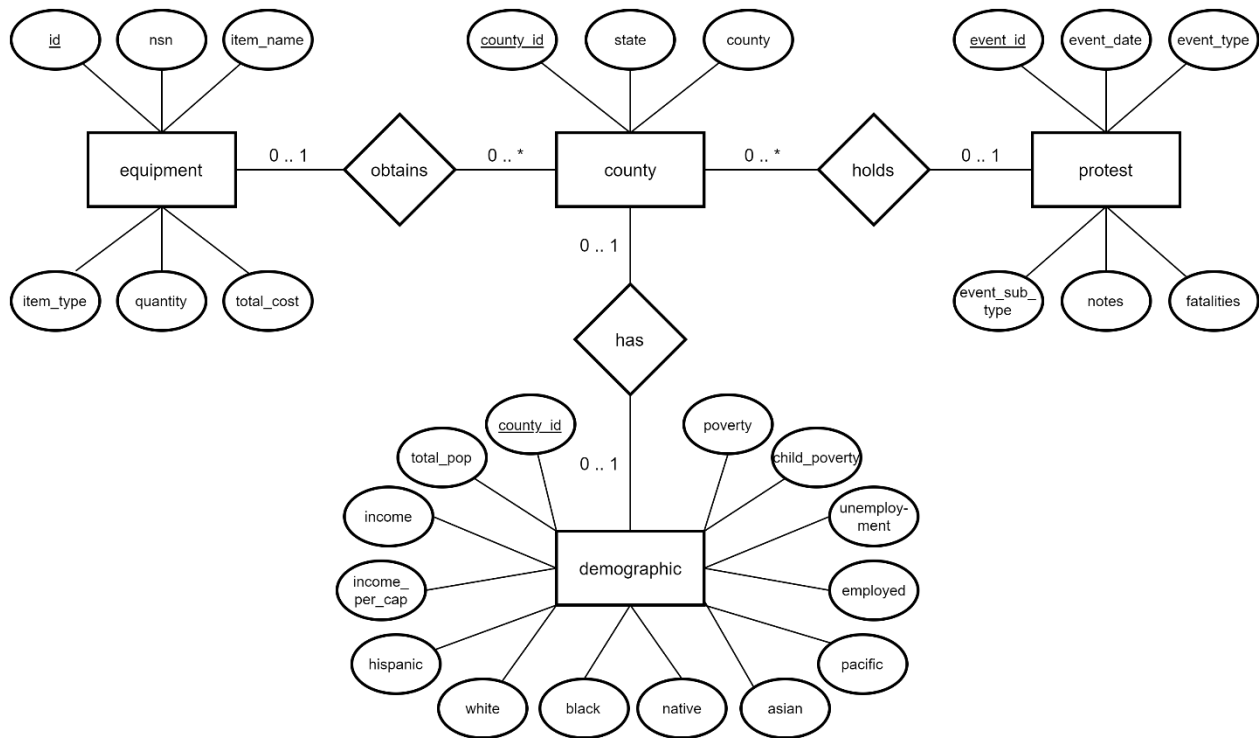 id
nsn
item_name
county_id
state
county
event_id
event_date
event_type
equipment
0 .. 1
obtains
0 .. *
county
0 .. *
holds
0 .. 1
protest
item_type
quantity
total_cost
0 .. 1
event_sub_
type
notes
fatalities
has
county_id
poverty
total_pop
0 .. 1
child_poverty
income
unemploy-
ment
demographic
income_
per_cap
employed
hispanic
pacific
white
black
native
asian